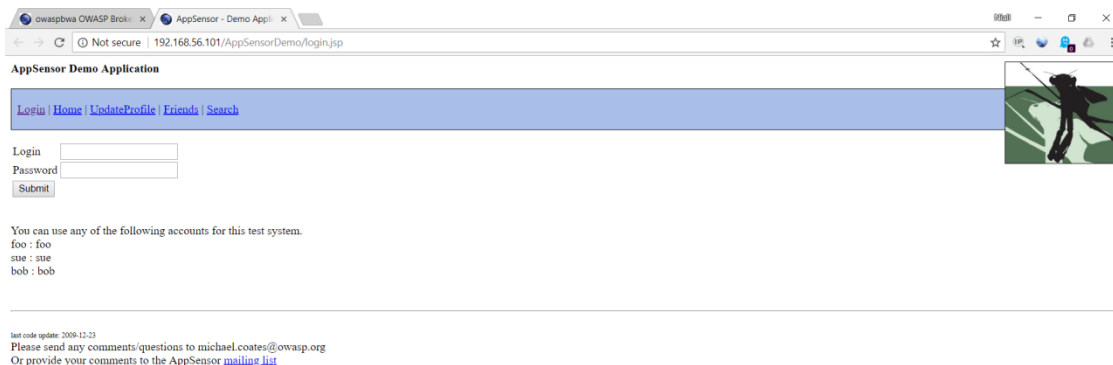 owaspbwa OWASP Broke
AppSensor - Demo Appli
Niall
Not secure | 192.168.56.101/AppSensorDemo/login.jsp
AppSensor Demo Application
Login | Home | UpdateProfile | Friends | Search
Login
Password
Submit
You can use any of the following accounts for this test system.
foo : foo
sue : sue
bob : bob
last code update: 2009-12-23
Please send any comments/questions to michael.coates@owasp.org
Or provide your comments to the AppSensor mailing list